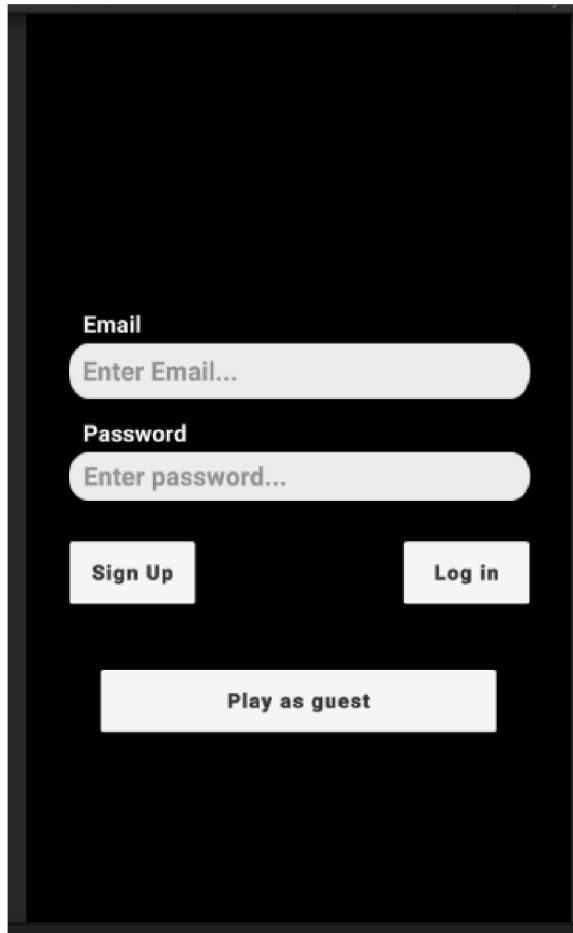 Email
Enter Email...
Password
Enter password...
Sign Up Log in
Play as guest